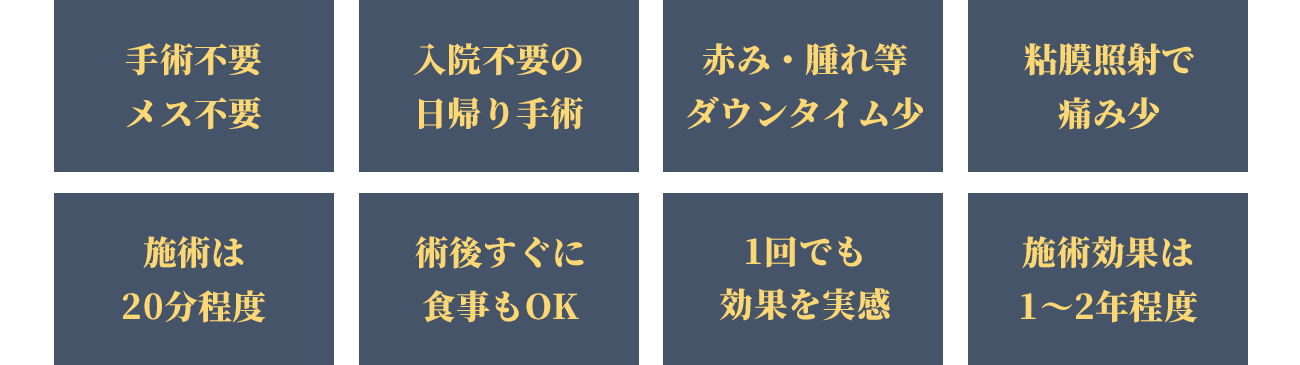 手術不要
メス不要
入院不要の
日帰り手術
赤み・腫れ等
ダウンタイム少
粘膜照射で
痛み少
施術は
20分程度
術後すぐに
食事もOK
1回でも
効果を実感
施術効果は
1〜2年程度